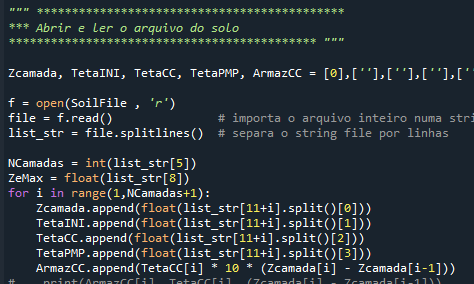 """ ********************************************
*** Abrir e ler o arquivo do solo
******************************************** """
Zcamada, TetaINI, TetaCC, TetaPMP, ArmazCC = [0],[''],[''],[''],[''
f = open(SoilFile , 'r')
file = f.read() # importa o arquivo inteiro numa stri
list_str = file.splitlines() # separa o string file por linhas
NCamadas = int(list_str[5])
ZeMax = float(list_str[8])
for i in range(1,NCamadas+1):
Zcamada.append(float(list_str[11+i].split()[0]))
TetaINI.append(float(list_str[11+i].split()[1]))
TetaCC.append(float(list_str[11+i].split()[2]))
TetaPMP.append(float(list_str[11+i].split()[3]))
ArmazCC.append(TetaCC[i] * 10 * (Zcamada[i] - Zcamada[i-1]))
# print(ArmazCC[i], TetaCC[i], (Zcamada[i] - Zcamada[i-1]))